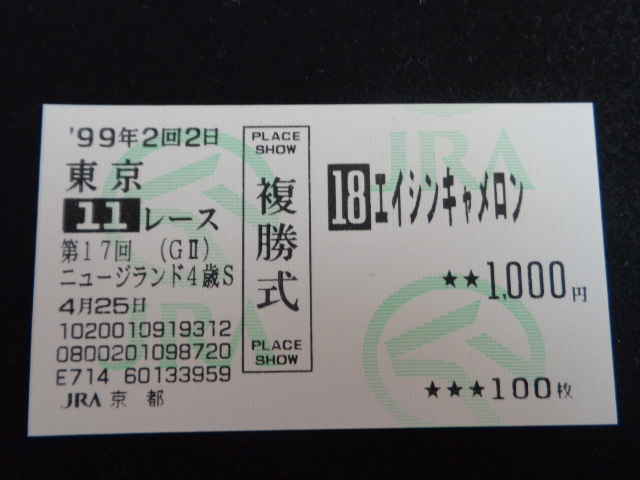 '99年2回2日
東京
11レース
第17回 (GⅡ)
ニュージランド4歳S
4月25日
1020010919312
0800201098720
E714 60133959
JRA 京都
PLACE
SHOW
複勝式
PLACE
SHOW
18エイシンキャメロン
★★1,000円
★★★100枚
JRA
JRA